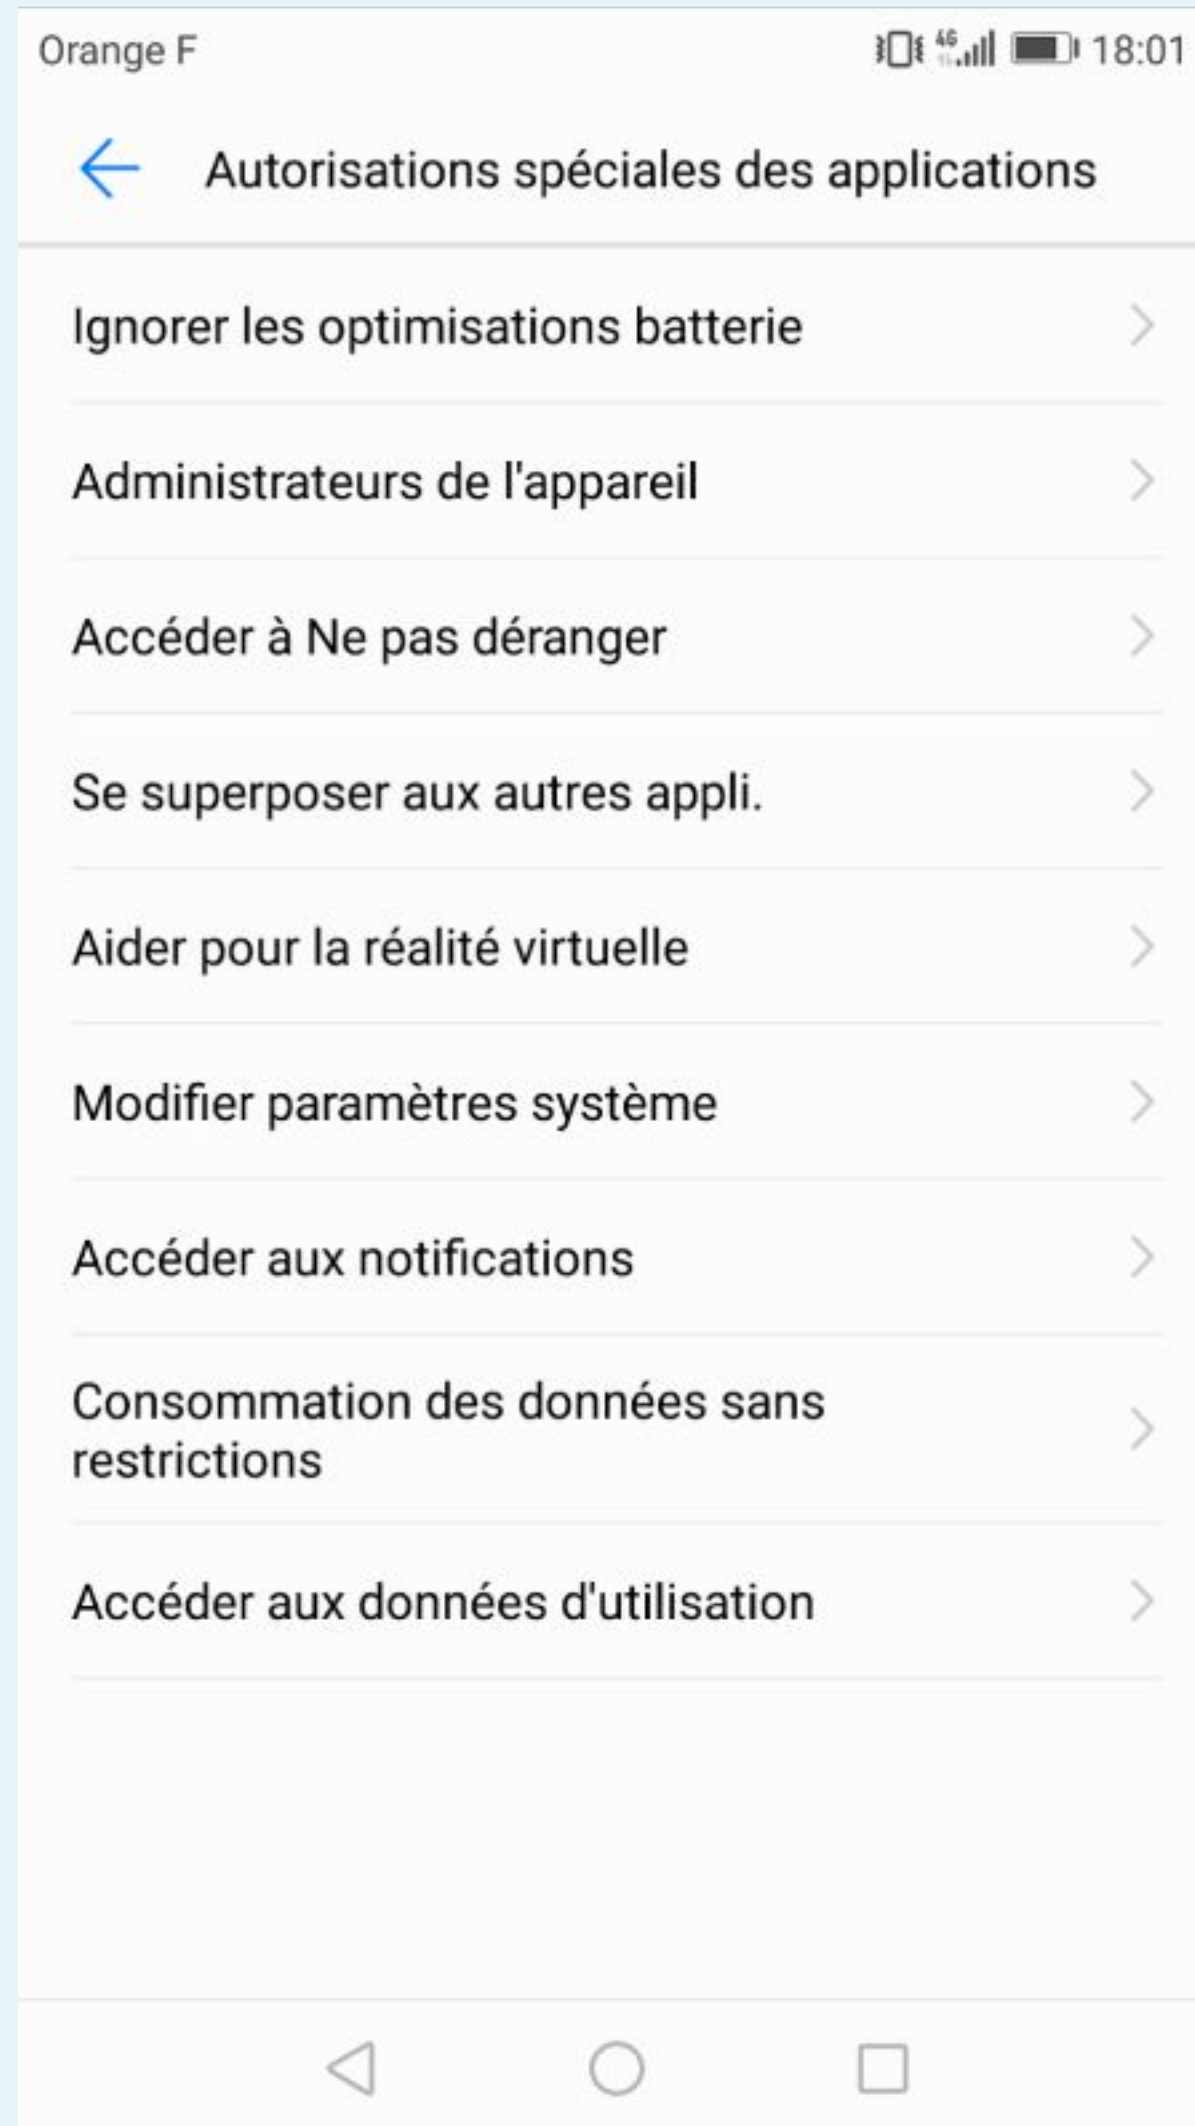 Orange F
4G 18:01
Autorisations spéciales des applications
Ignorer les optimisations batterie
Administrateurs de l'appareil
Accéder à Ne pas déranger
Se superposer aux autres appli.
Aider pour la réalité virtuelle
Modifier paramètres système
Accéder aux notifications
Consommation des données sans
restrictions
Accéder aux données d'utilisation